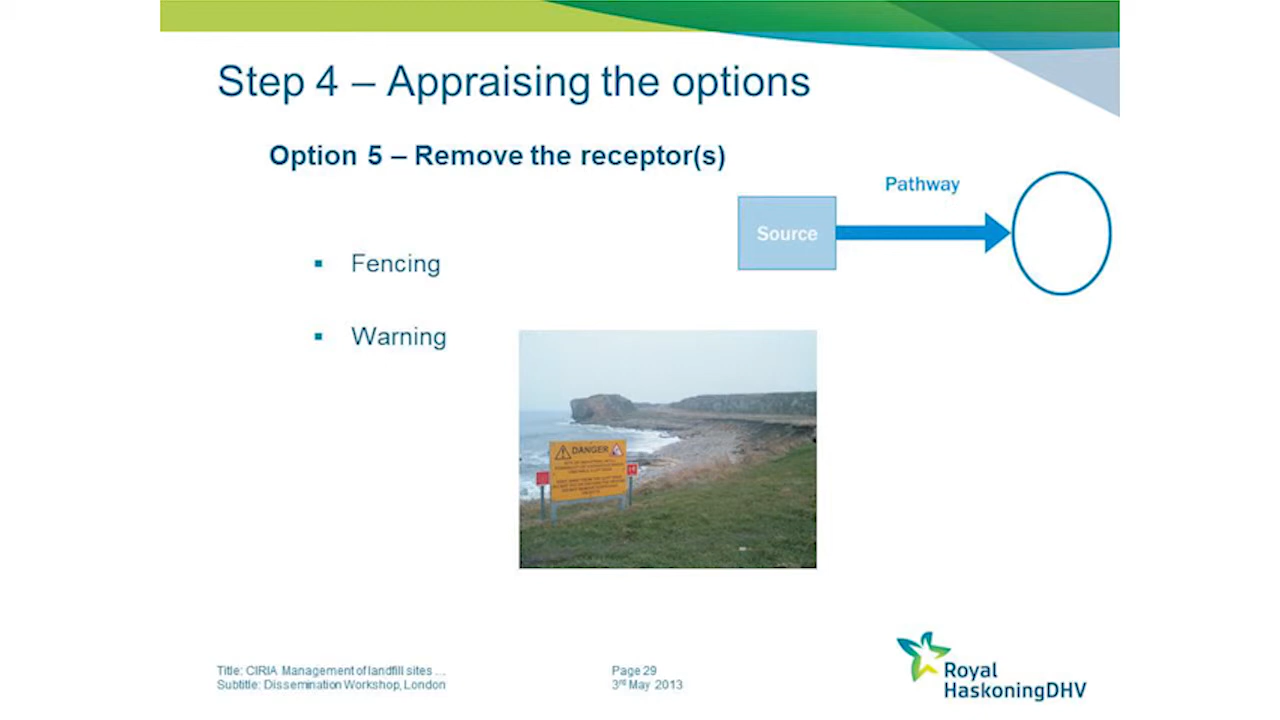 Step 4 – Appraising the options
Option 5 – Remove the receptor(s)
Pathway
Source
▪ Fencing
▪ Warning
DANGER
Title: CIRIA Management of landfill sites ...
Subtitle: Dissemination Workshop, London
Page 29
3rd May 2013
Royal
HaskoningDHV